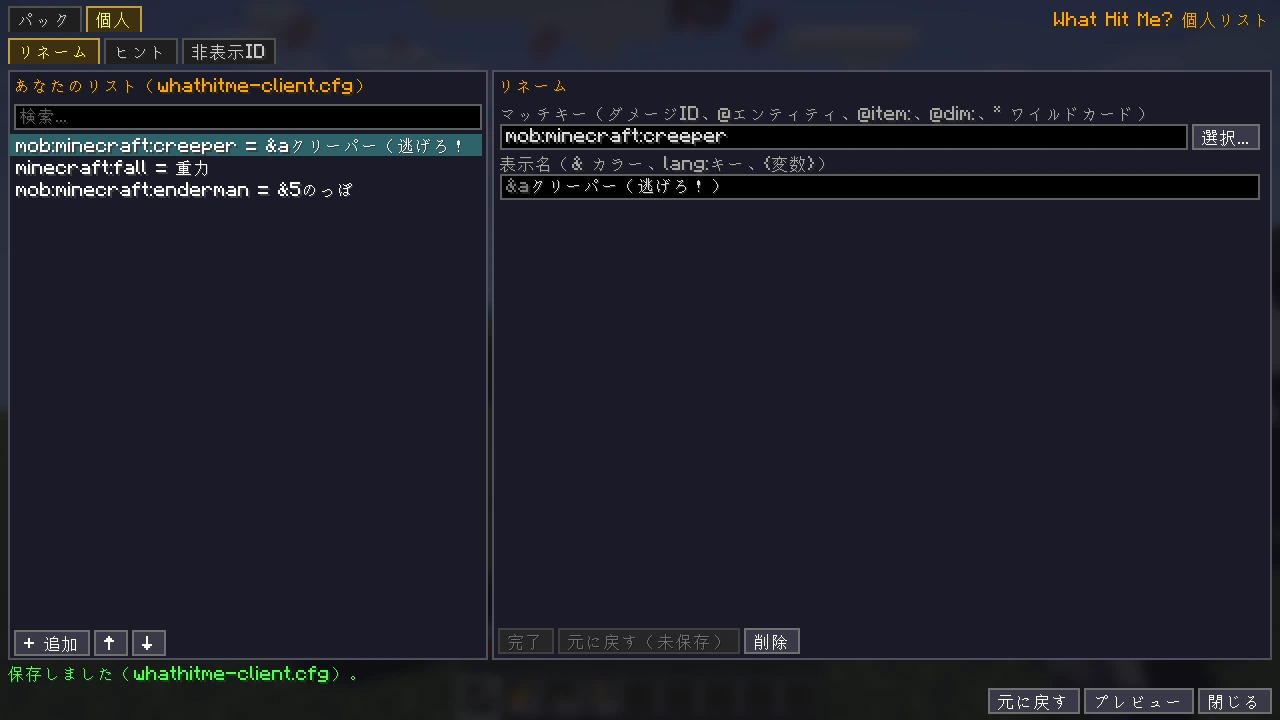 パック 個人 What Hit Me? 個人リスト
リネーム ヒント 非表示ID
あなたのリスト（whathitme-client.cfg）
検索...
mob:minecraft:creeper = &aクリーパー（逃げろ！
minecraft:fall = 重力
mob:minecraft:enderman = &5のっぽ
+ 追加 ↑ ↓
リネーム
マッチキー（ダメージID、@エンティティ、@item:、@dim:、* ワイルドカード）
mob:minecraft:creeper 選択...
表示名（& カラー、lang:キー、{変数}）
&aクリーパー（逃げろ！）
完了 元に戻す（未保存） 削除
保存しました（whathitme-client.cfg）。
元に戻す プレビュー 閉じる